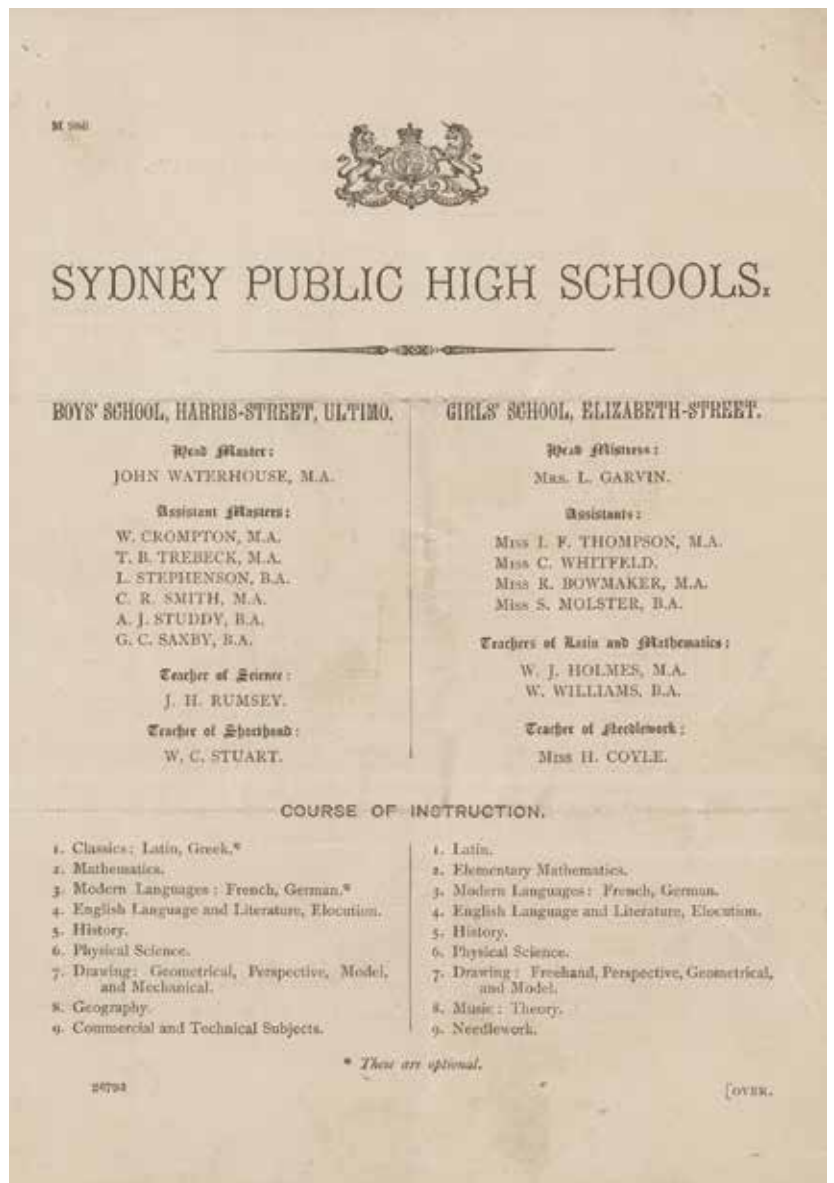 SYDNEY PUBLIC HIGH SCHOOLS.
BOYS' SCHOOL, HARRIS-STREET, ULTIMO.
Head Master:
JOHN WATERHOUSE, M.A.
Assistant Masters:
W. CROMPTON, M.A.
T. B. TREBECK, M.A.
L. STEPHENSON, B.A.
C. R. SMITH, M.A.
A. J. STUDDY, B.A.
G. C. SAXBY, B.A.
Teacher of Science:
J. H. RUMSEY.
Teacher of Shorthand:
W. C. STUART.
GIRLS' SCHOOL, ELIZABETH-STREET.
Head Mistress:
MRS. L. GARVIN.
Assistants:
MISS I. F. THOMPSON, M.A.
MISS C. WHITFELD.
MISS R. BOWMAKER, M.A.
MISS S. MOLSTER, B.A.
Teachers of Latin and Mathematics:
W. J. HOLMES, M.A.
W. WILLIAMS, B.A.
Teacher of Needlework:
MISS H. COYLE.
COURSE OF INSTRUCTION.
1. Classics: Latin, Greek.*
2. Mathematics.
3. Modern Languages: French, German.*
4. English Language and Literature, Elocution.
5. History.
6. Physical Science.
7. Drawing: Geometrical, Perspective, Model,
and Mechanical.
8. Geography.
9. Commercial and Technical Subjects.
1. Latin.
2. Elementary Mathematics.
3. Modern Languages: French, German.
4. English Language and Literature, Elocution.
5. History.
6. Physical Science.
7. Drawing: Freehand, Perspective, Geometrical,
and Model.
8. Music: Theory.
9. Needlework.
* These are optional.
[OVER.